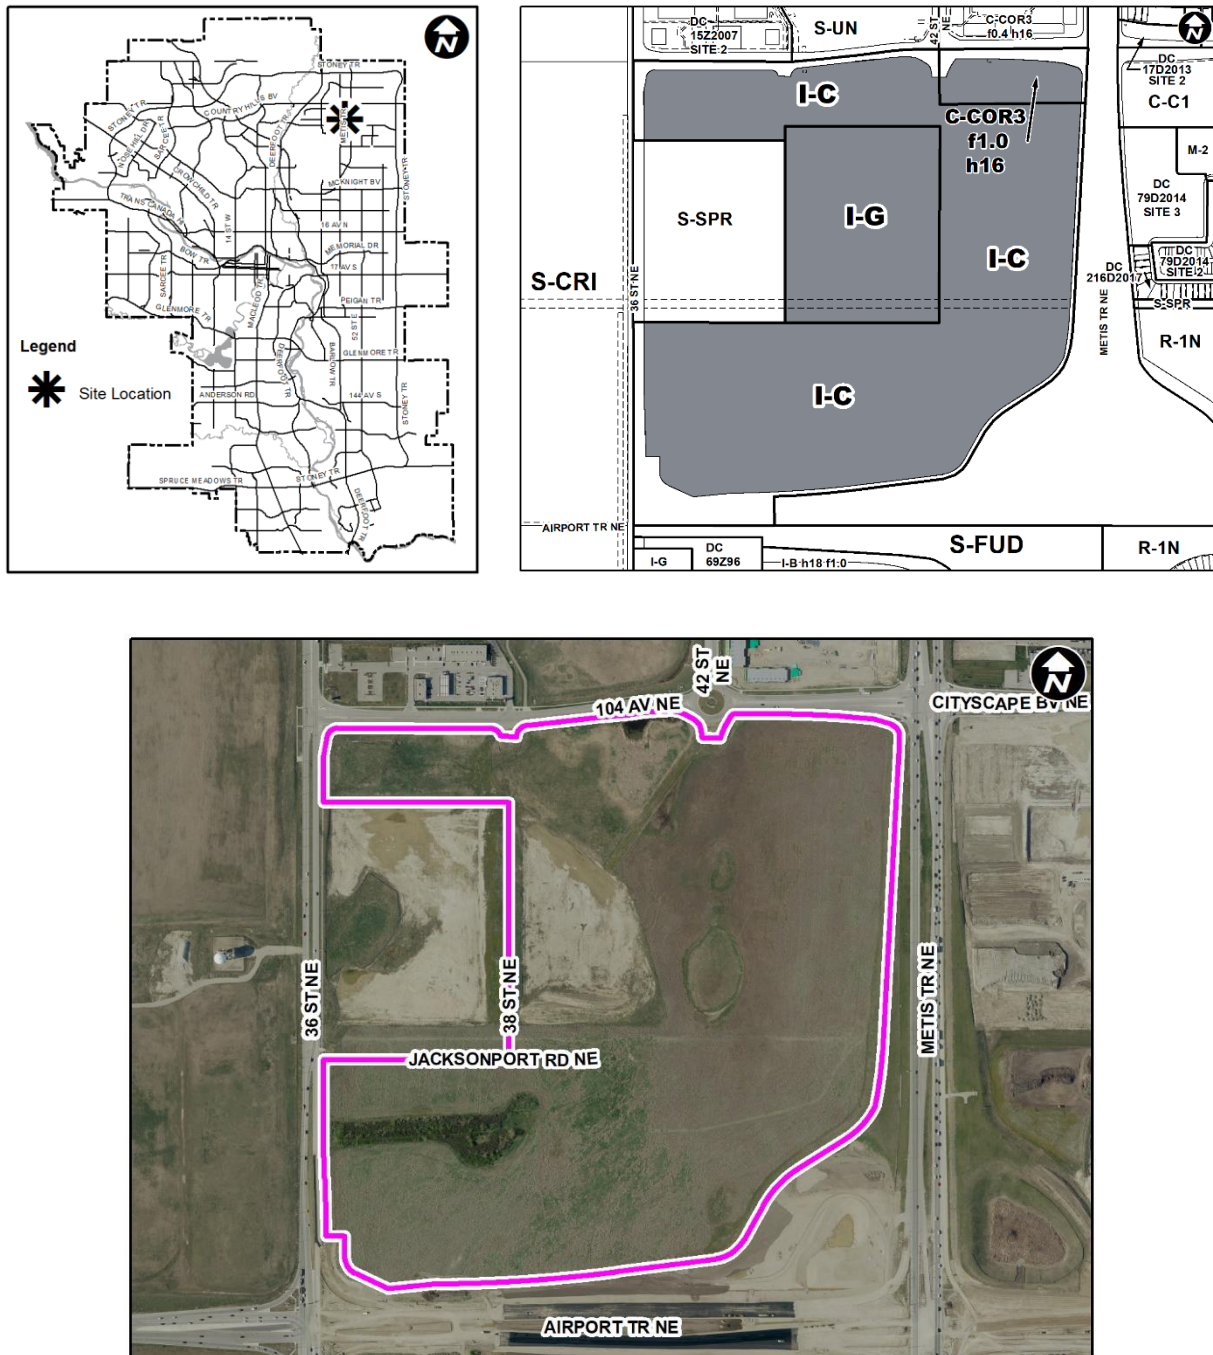 N
STONEY TR
COUNTRY HILLS BV
STONEY TR
NOSE HILL DR
SARCEE TR
DEERFOOT TR
METIS TR
CROWCHILD TR
MCKNIGHT BV
STONEY TR
TRANS CANADA HI
14 ST W
16 AV N
MEMORIAL DR
BOW TR
17 AV S
SARCEE TR
MACLEOD TR
PEIGAN TR
GLENMORE TR
52 ST E
DEERFOOT TR
BARLOW TR
GLENMORE TR
Legend
Site Location
ANDERSON RD
144 AV S
STONEY TR
STONEY TR
SPRUCE MEADOWS TR
DEERFOOT TR
N
DC
15Z2007
SITE 2
S-UN
42 ST
NE
C-COR3
f0.4 h16
DC
17D2013
SITE 2
C-C1
I-C
C-COR3
f1.0
h16
M-2
S-SPR
I-G
DC
79D2014
SITE 3
I-C
DC
79D2014
SITE 2
DC
216D2017
S-CRI
36 ST NE
S-SPR
METIS TR NE
R-1N
I-C
AIRPORT TR NE
S-FUD
R-1N
I-G
DC
69Z96
I-B h18 f1.0
N
42 ST
NE
104 AV NE
CITYSCAPE BV NE
36 ST NE
38 ST NE
METIS TR NE
JACKSONPORT RD NE
AIRPORT TR NE